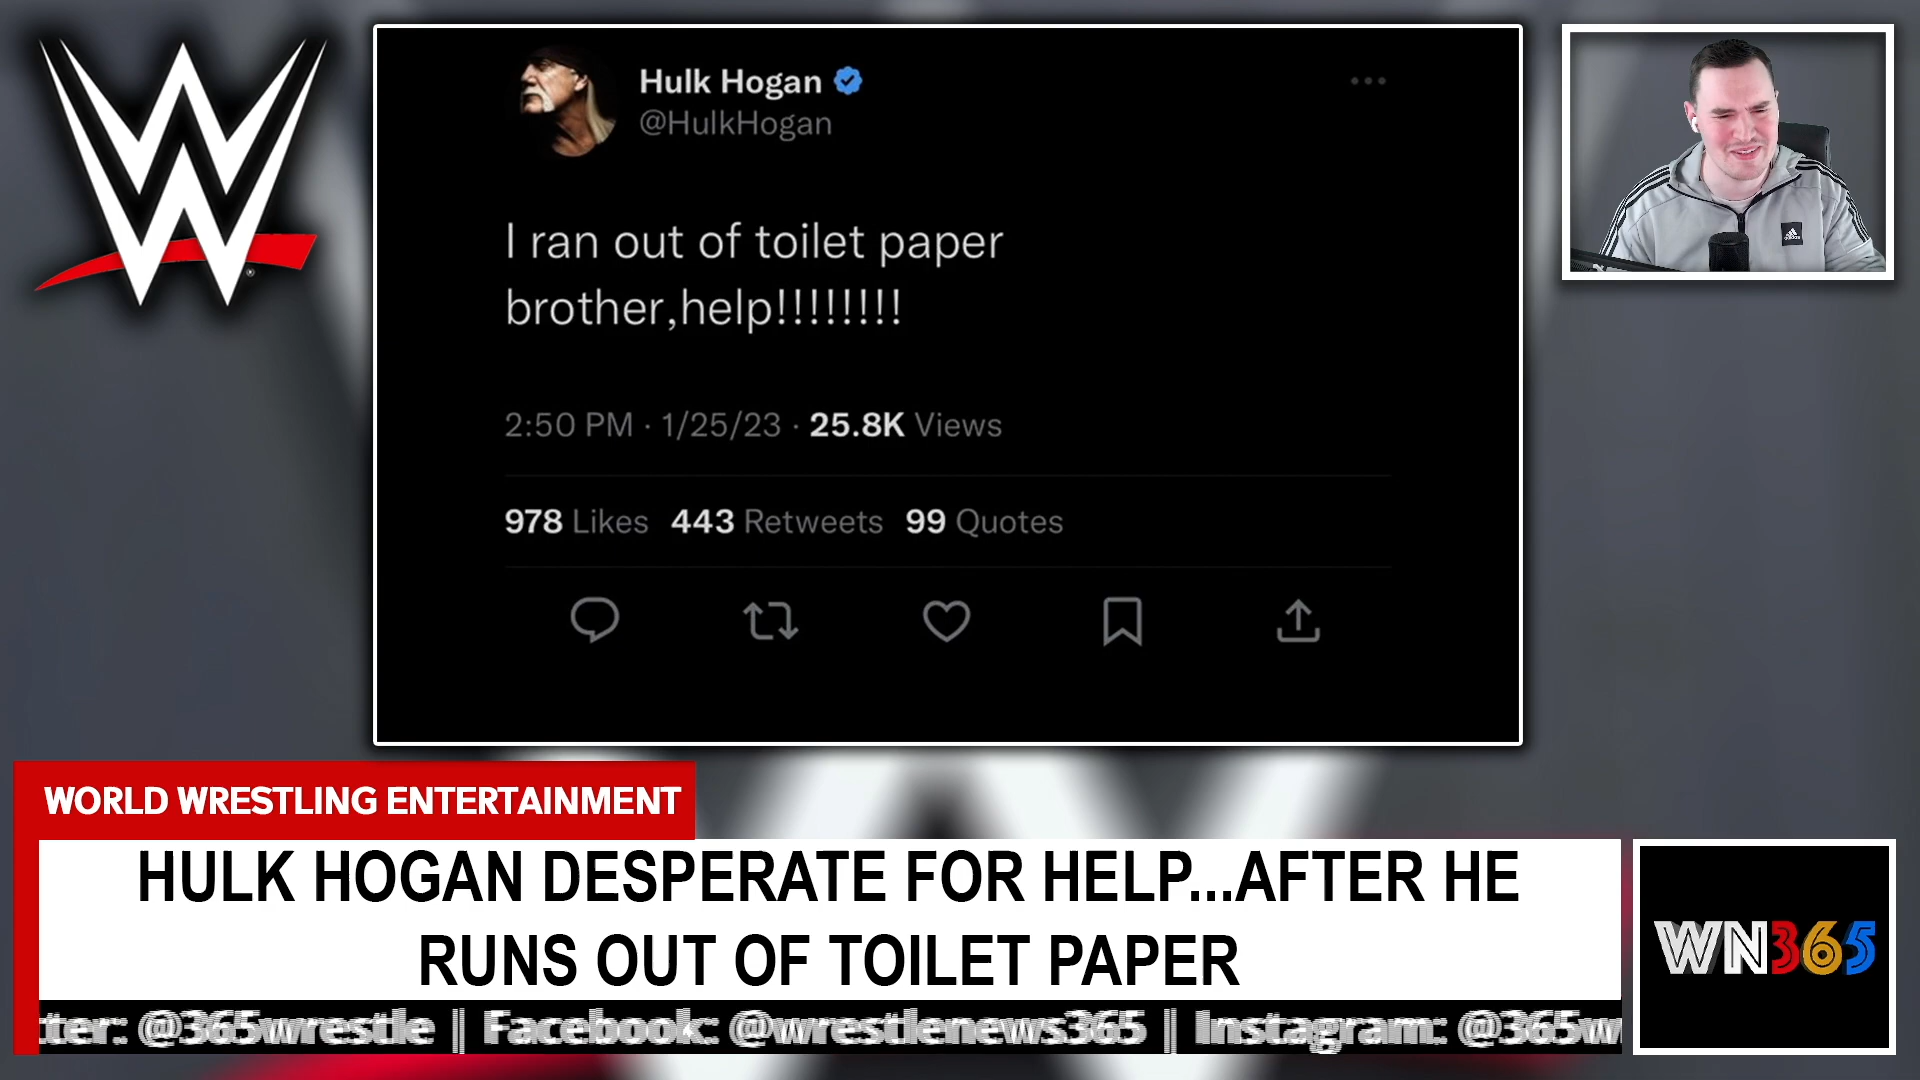 Hulk Hogan
@HulkHogan
I ran out of toilet paper
brother,help!!!!!!!!
2:50 PM · 1/25/23 · 25.8K Views
978 Likes 443 Retweets 99 Quotes
WORLD WRESTLING ENTERTAINMENT
HULK HOGAN DESPERATE FOR HELP...AFTER HE
RUNS OUT OF TOILET PAPER
WN365
tter: @365wrestle | Facebook: @wrestlenews365 | Instagram: @365w